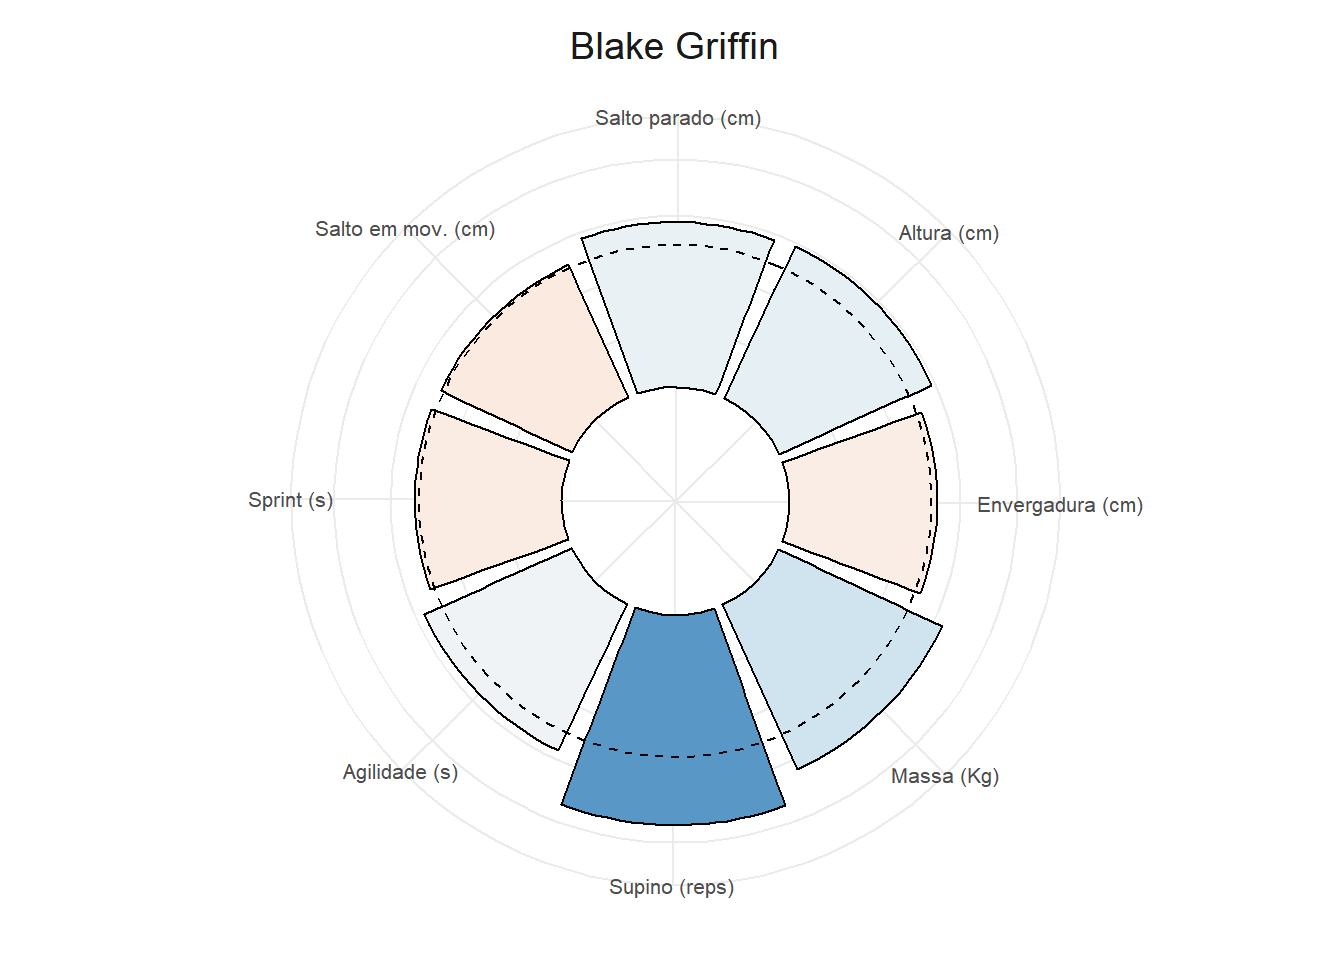 Blake Griffin
Salto parado (cm)
Salto em mov. (cm)
Altura (cm)
Sprint (s)
Envergadura (cm)
Agilidade (s)
Massa (Kg)
Supino (reps)